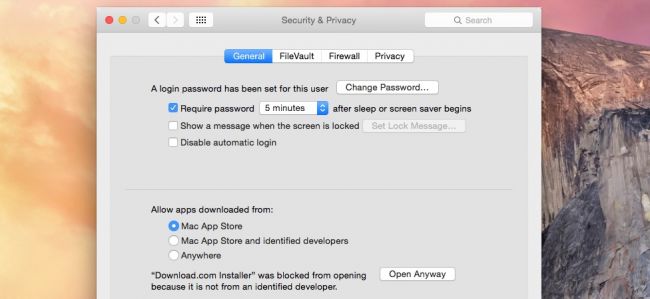 Security & Privacy
Search
General FileVault Firewall Privacy
A login password has been set for this user Change Password...
Require password 5 minutes after sleep or screen saver begins
Show a message when the screen is locked Set Lock Message...
Disable automatic login
Allow apps downloaded from:
Mac App Store
Mac App Store and identified developers
Anywhere
“Download.com Installer” was blocked from opening
because it is not from an identified developer.
Open Anyway